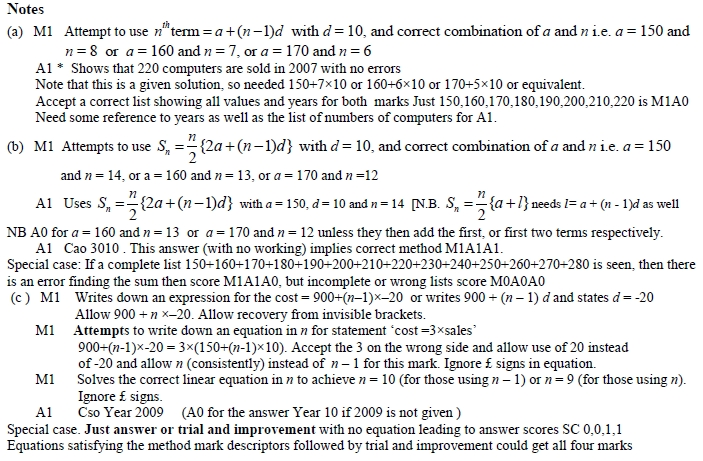 Notes
(a) M1 Attempt to use n^th term = a + (n − 1)d with d = 10, and correct combination of a and n i.e. a = 150 and
n = 8 or a = 160 and n = 7, or a = 170 and n = 6
A1 * Shows that 220 computers are sold in 2007 with no errors
Note that this is a given solution, so needed 150+7×10 or 160+6×10 or 170+5×10 or equivalent.
Accept a correct list showing all values and years for both marks Just 150,160,170,180,190,200,210,220 is M1A0
Need some reference to years as well as the list of numbers of computers for A1.
(b) M1 Attempts to use S_n = n/2 {2a + (n − 1)d} with d = 10, and correct combination of a and n i.e. a = 150
and n = 14, or a = 160 and n = 13, or a = 170 and n =12
A1 Uses S_n = n/2 {2a + (n − 1)d} with a = 150, d = 10 and n = 14 [N.B. S_n = n/2 {a + l} needs l= a + (n - 1)d as well
NB A0 for a = 160 and n = 13 or a = 170 and n = 12 unless they then add the first, or first two terms respectively.
A1 Cao 3010 . This answer (with no working) implies correct method M1A1A1.
Special case: If a complete list 150+160+170+180+190+200+210+220+230+240+250+260+270+280 is seen, then there
is an error finding the sum then score M1A1A0, but incomplete or wrong lists score M0A0A0
(c ) M1 Writes down an expression for the cost = 900+(n−1)×−20 or writes 900 + (n − 1) d and states d = -20
Allow 900 + n ×−20. Allow recovery from invisible brackets.
M1 Attempts to write down an equation in n for statement ‘cost =3×sales’
900+(n-1)×-20 = 3×(150+(n-1)×10). Accept the 3 on the wrong side and allow use of 20 instead
of -20 and allow n (consistently) instead of n − 1 for this mark. Ignore £ signs in equation.
M1 Solves the correct linear equation in n to achieve n = 10 (for those using n − 1) or n = 9 (for those using n).
Ignore £ signs.
A1 Cso Year 2009 (A0 for the answer Year 10 if 2009 is not given )
Special case. Just answer or trial and improvement with no equation leading to answer scores SC 0,0,1,1
Equations satisfying the method mark descriptors followed by trial and improvement could get all four marks